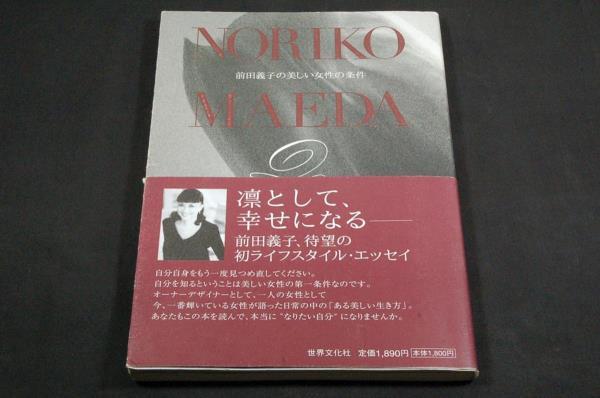 NORIKO
前田義子の美しい女性の条件
MAEDA
凛として、
幸せになる――
前田義子、待望の
初ライフスタイル・エッセイ
自分自身をもう一度見つめ直してください。
自分を知るということは美しい女性の第一条件なのです。
オーナーデザイナーとして、一人の女性として
今、一番輝いている女性が語った日常の中の「ある美しい生き方」。
あなたもこの本を読んで、本当に“なりたい自分”になりませんか。
世界文化社 定価1,890円 本体1,800円